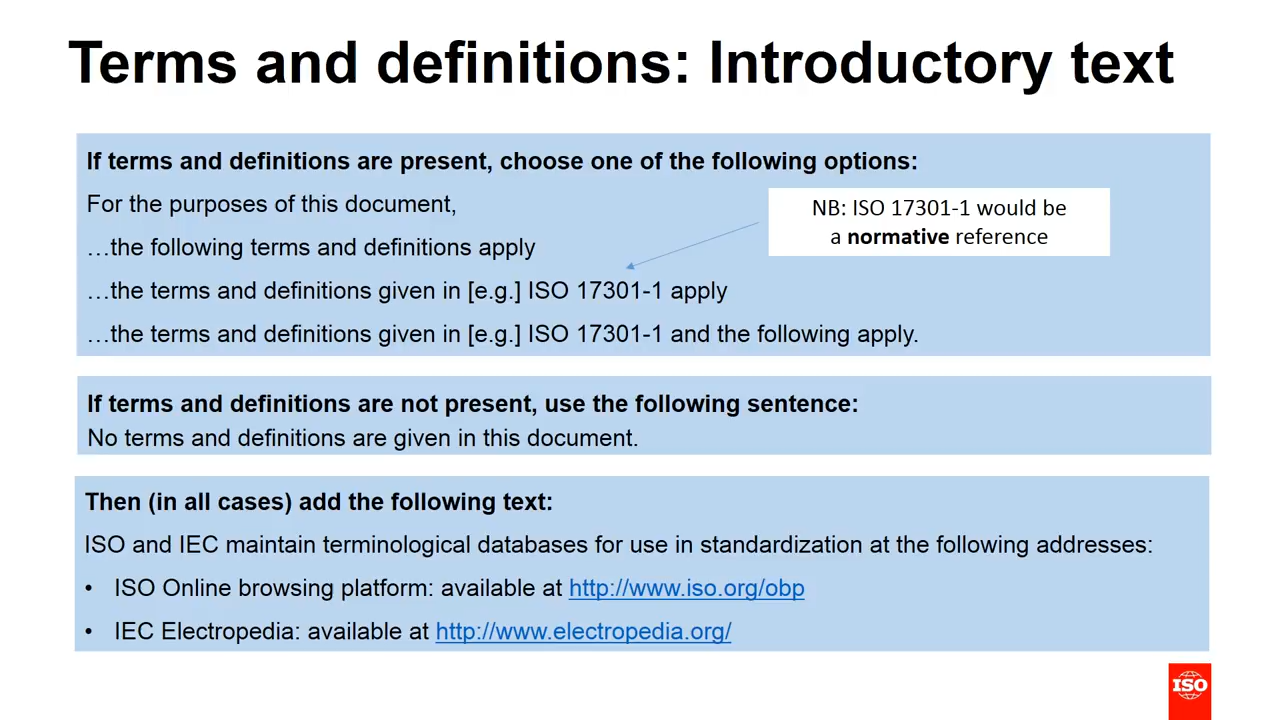 Terms and definitions: Introductory text
If terms and definitions are present, choose one of the following options:
For the purposes of this document,
NB: ISO 17301-1 would be
a normative reference
…the following terms and definitions apply
…the terms and definitions given in [e.g.] ISO 17301-1 apply
…the terms and definitions given in [e.g.] ISO 17301-1 and the following apply.
If terms and definitions are not present, use the following sentence:
No terms and definitions are given in this document.
Then (in all cases) add the following text:
ISO and IEC maintain terminological databases for use in standardization at the following addresses:
• ISO Online browsing platform: available at http://www.iso.org/obp
• IEC Electropedia: available at http://www.electropedia.org/
ISO